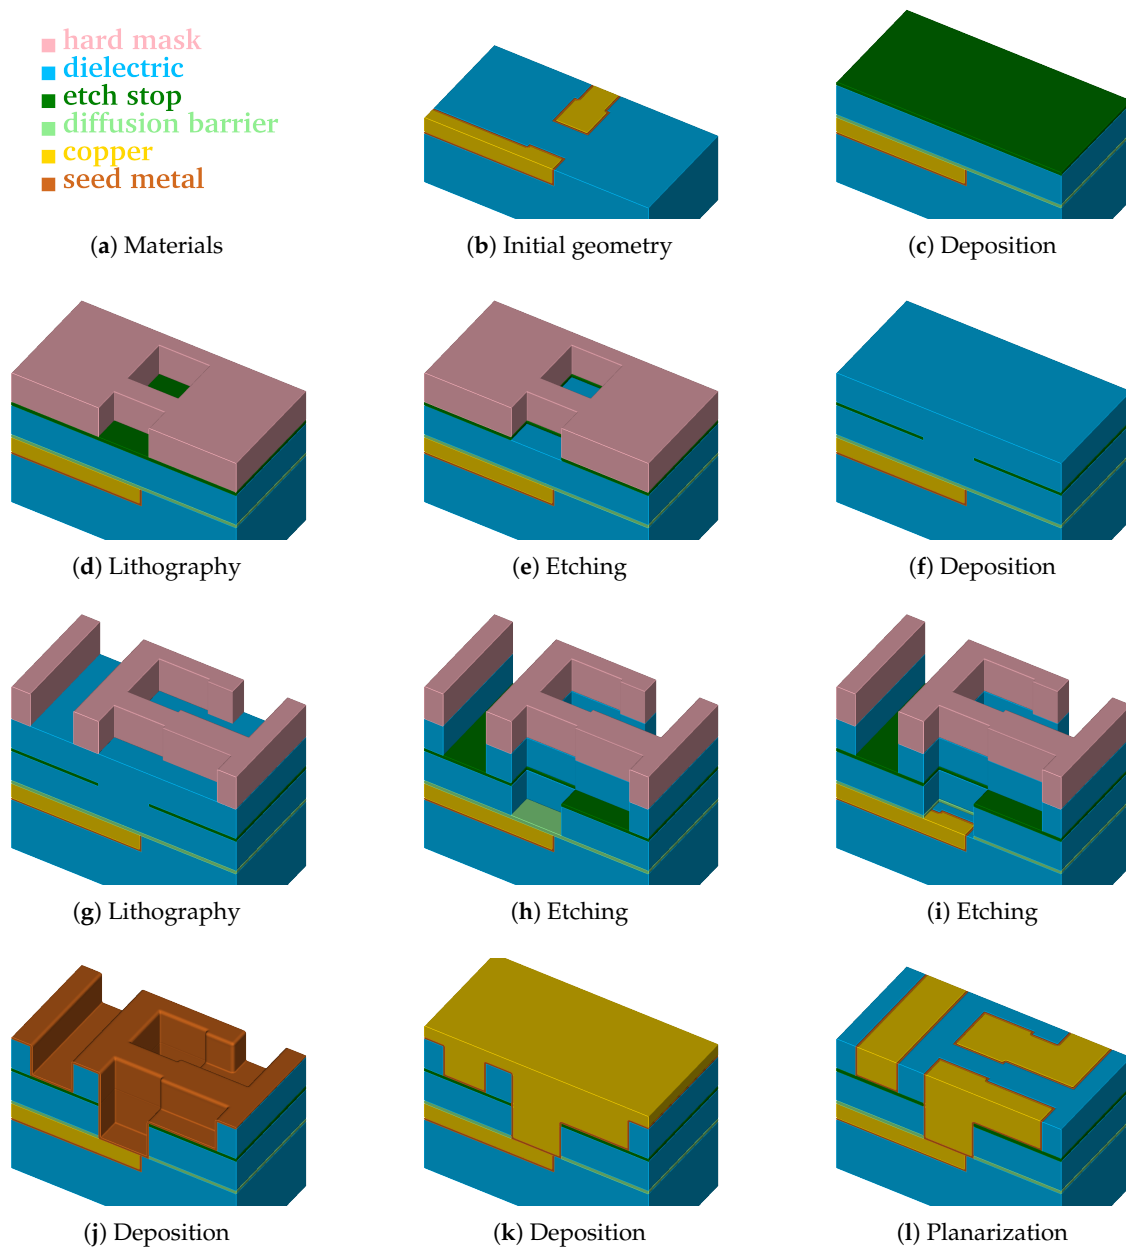 hard mask
dielectric
etch stop
diffusion barrier
copper
seed metal
(a) Materials
(b) Initial geometry
(c) Deposition
(d) Lithography
(e) Etching
(f) Deposition
(g) Lithography
(h) Etching
(i) Etching
(j) Deposition
(k) Deposition
(l) Planarization